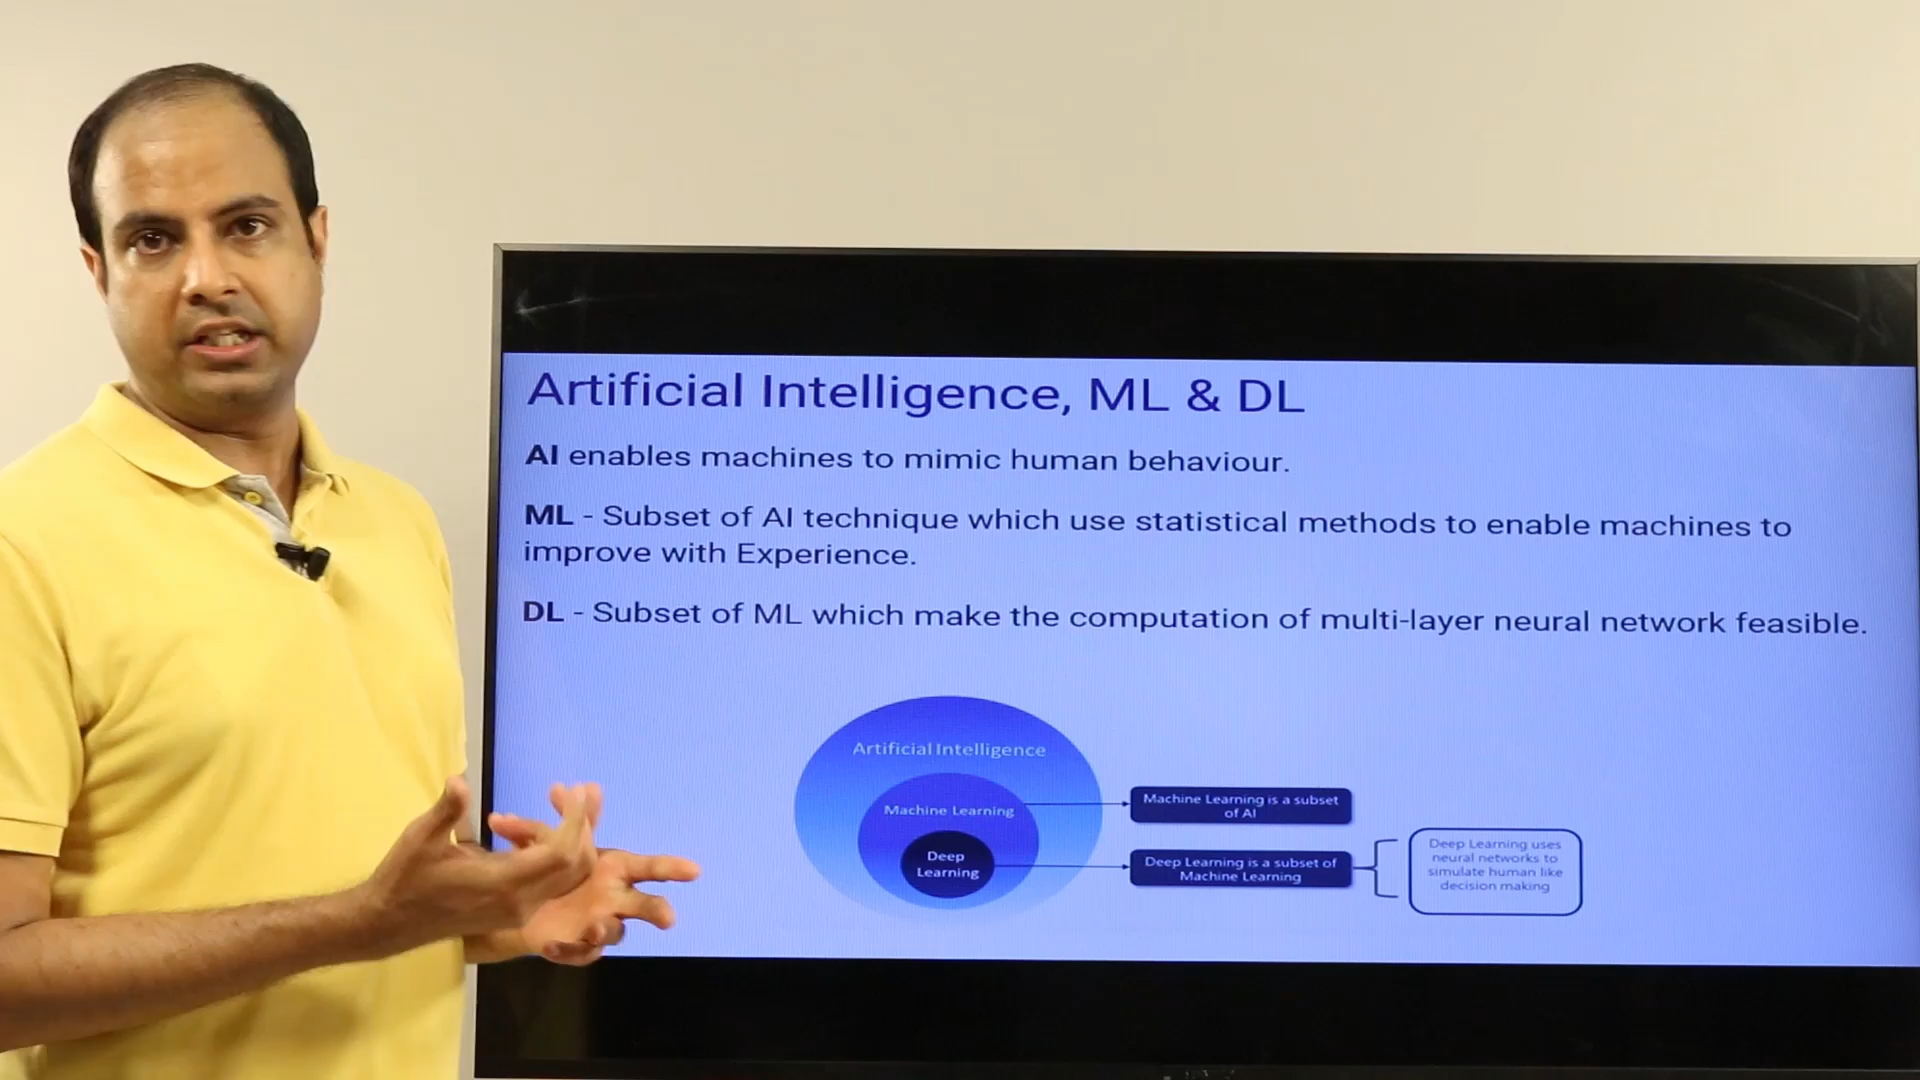 Artificial Intelligence, ML & DL
AI enables machines to mimic human behaviour.
ML - Subset of AI technique which use statistical methods to enable machines to
improve with Experience.
DL - Subset of ML which make the computation of multi-layer neural network feasible.
Artificial Intelligence
Machine Learning
Deep
Learning
Machine Learning is a subset
of AI
Deep Learning is a subset of
Machine Learning
Deep Learning uses
neural networks to
simulate human like
decision making